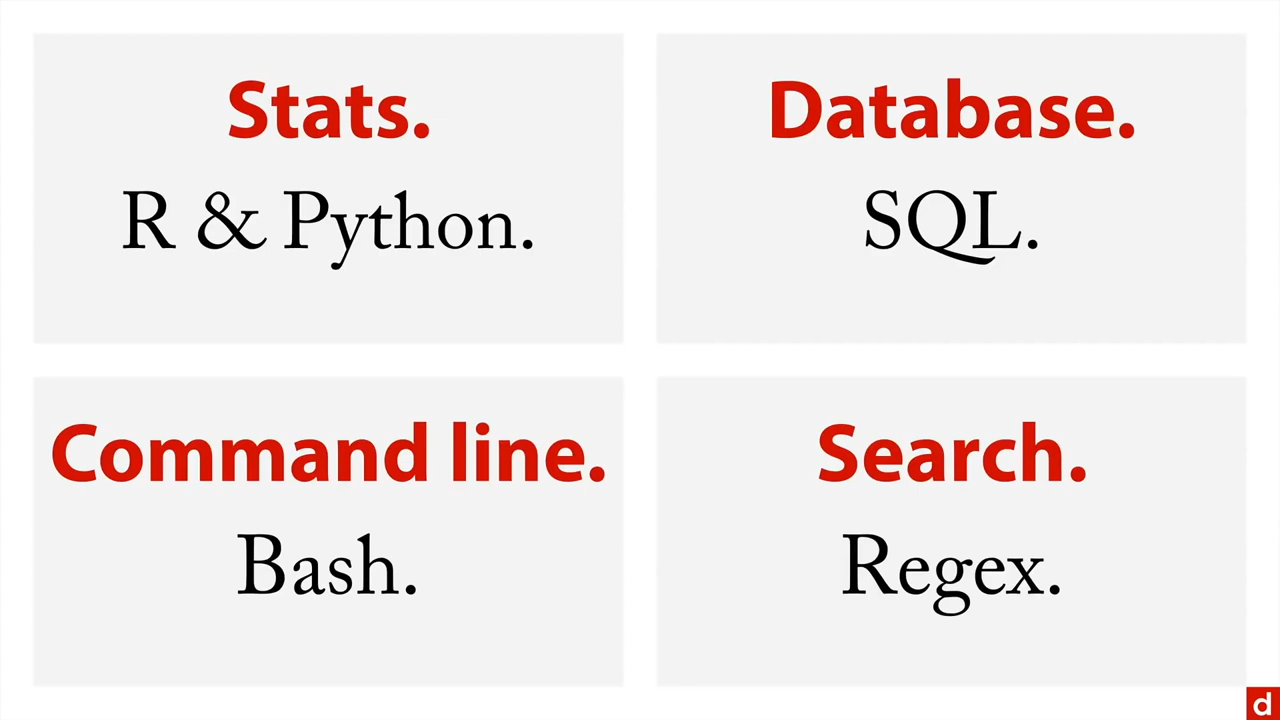 Stats.
R & Python.
Database.
SQL.
Command line.
Bash.
Search.
Regex.
d